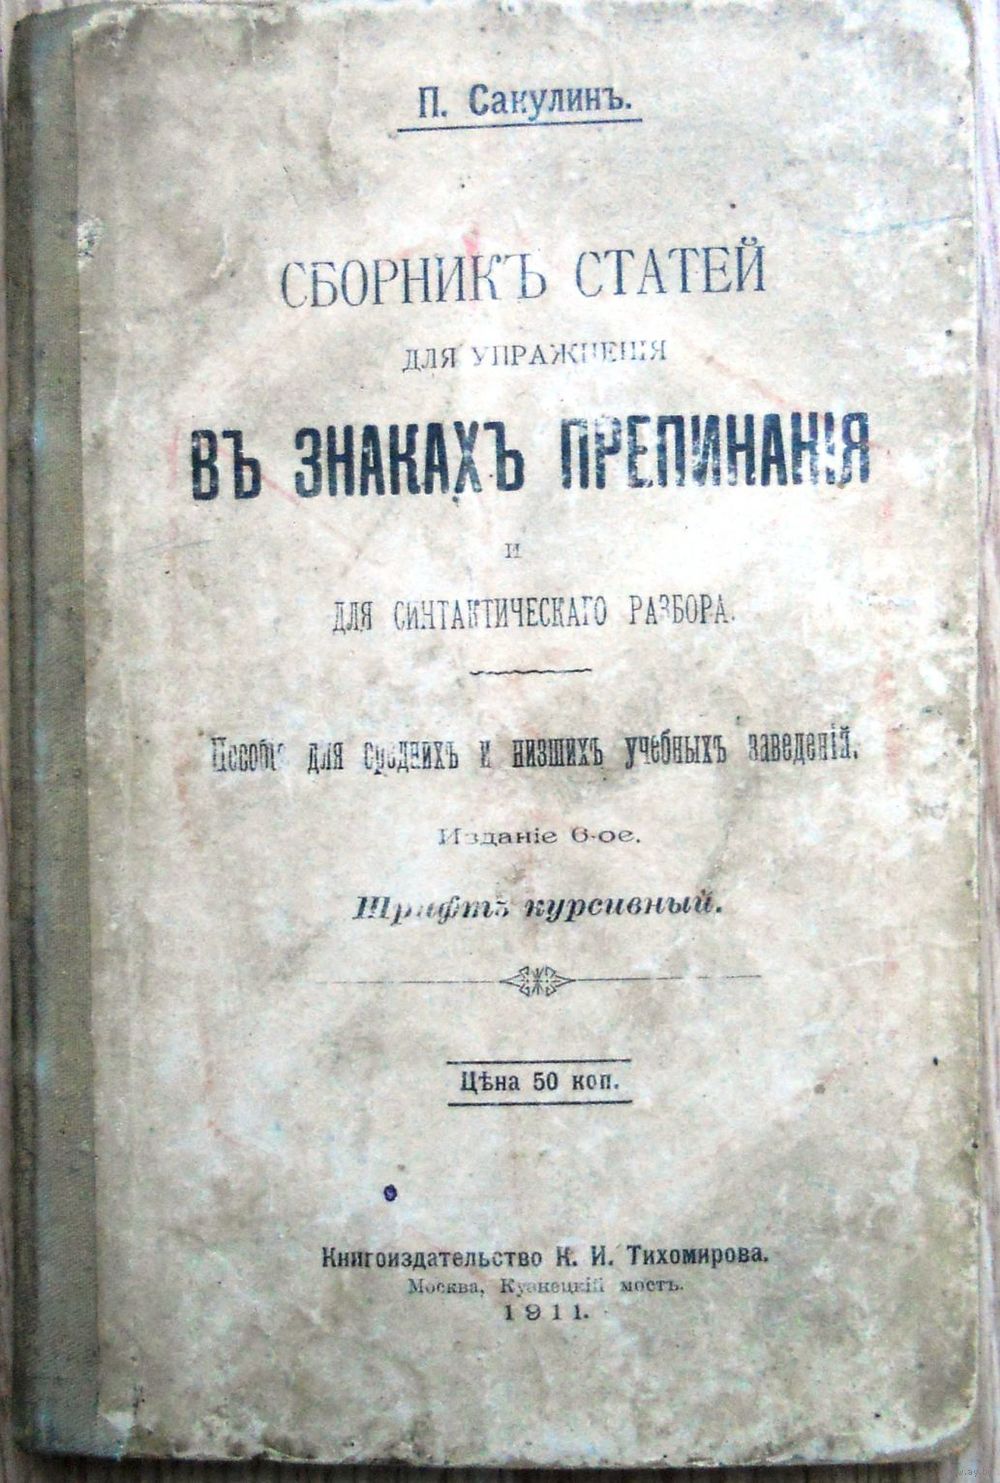 П. Сакулинъ.
СБОРНИКЪ СТАТЕЙ
ДЛЯ УПРАЖНЕНІЯ
ВЪ ЗНАКАХЪ ПРЕПИНАНІЯ
И
ДЛЯ СИНТАКТИЧЕСКАГО РАЗБОРА.
Пособіе для среднихъ и низшихъ учебныхъ заведеній.
Изданіе 6-ое.
Шрифтъ курсивный.
Цѣна 50 коп.
Книгоиздательство К. И. Тихомирова.
Москва, Кузнецкій мостъ.
1911.